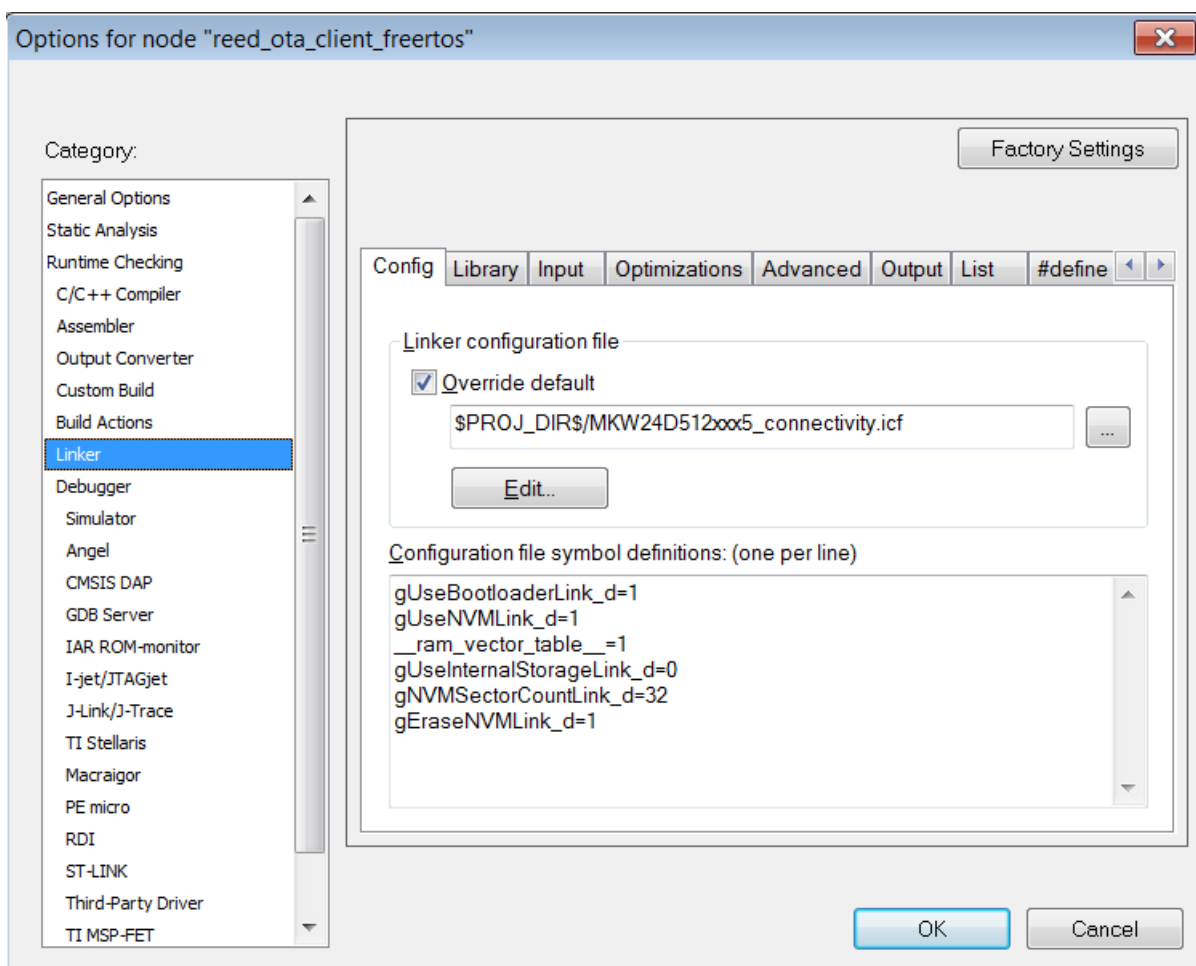 Options for node "reed_ota_client_freertos"
Category:
Factory Settings
General Options
Static Analysis
Runtime Checking
C/C++ Compiler
Assembler
Output Converter
Custom Build
Build Actions
Linker
Debugger
Simulator
Angel
CMSIS DAP
GDB Server
IAR ROM-monitor
I-jet/JTAGjet
J-Link/J-Trace
TI Stellaris
Macraigor
PE micro
RDI
ST-LINK
Third-Party Driver
TI MSP-FET
Config Library Input Optimizations Advanced Output List #define
Linker configuration file
Override default
$PROJ_DIR$/MKW24D512xxx5_connectivity.icf
...
Edit...
Configuration file symbol definitions: (one per line)
gUseBootloaderLink_d=1
gUseNVMLink_d=1
__ram_vector_table__=1
gUseInternalStorageLink_d=0
gNVMSectorCountLink_d=32
gEraseNVMLink_d=1
OK Cancel